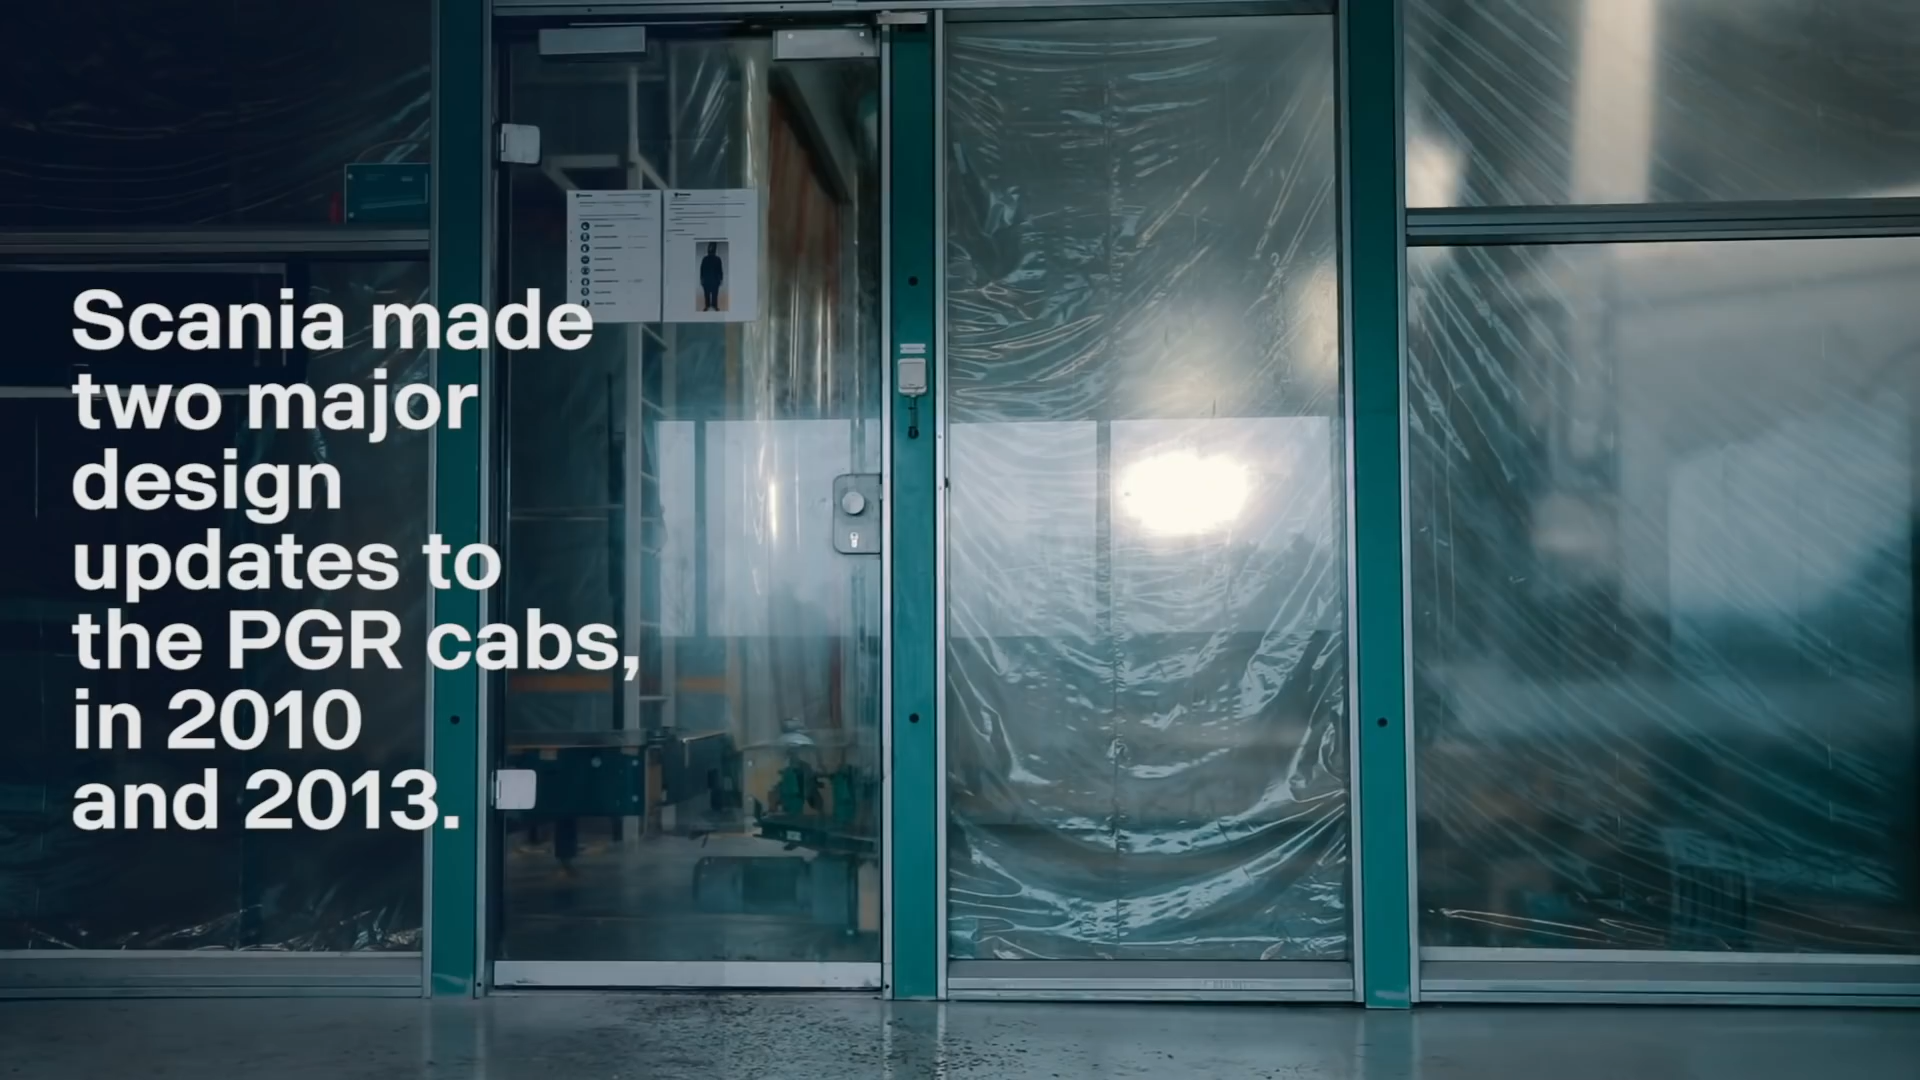 Scania made
two major
design
updates to
the PGR cabs,
in 2010
and 2013.